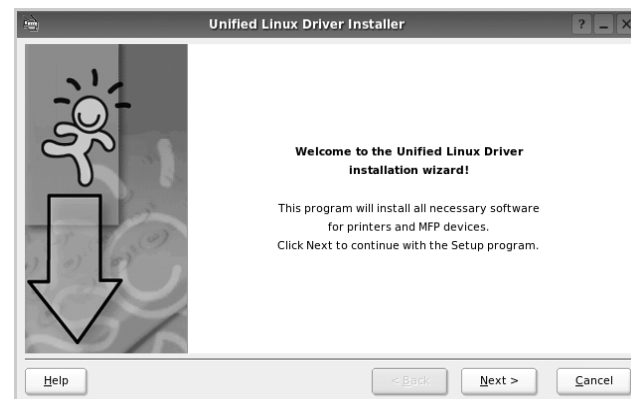 Unified Linux Driver Installer
Welcome to the Unified Linux Driver
installation wizard!
This program will install all necessary software
for printers and MFP devices.
Click Next to continue with the Setup program.
Help
< Back
Next >
Cancel